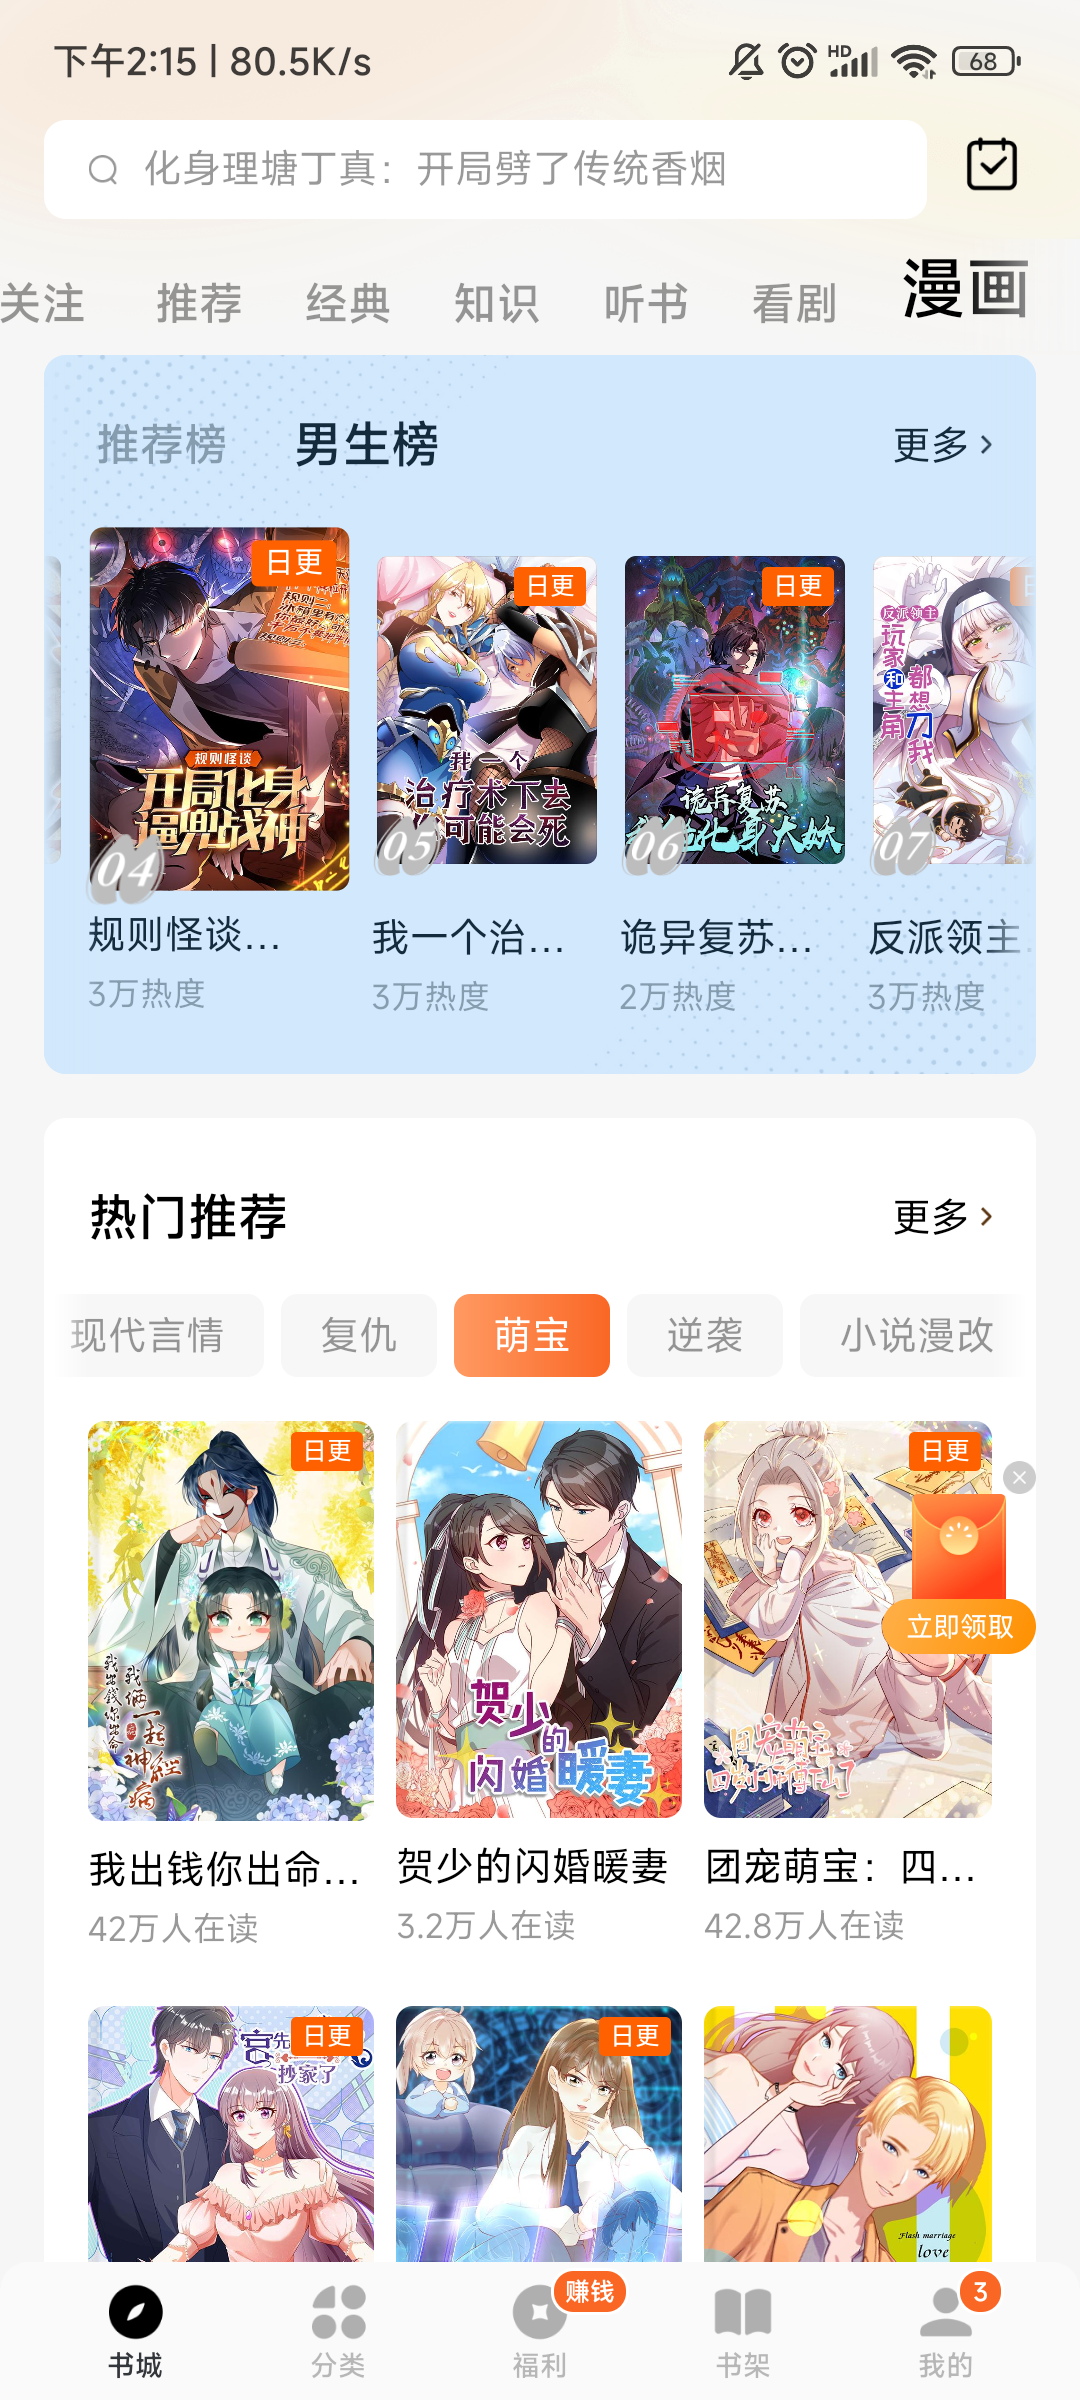 下午2:15 | 80.5K/s
HD
68
化身理塘丁真：开局劈了传统香烟
关注 推荐 经典 知识 听书 看剧 漫画
推荐榜 男生榜 更多
日更
日更
日更
规则怪谈
开局化身
逼兕战神
04
我一个
治疗术下去
可能会死
05
诡异复苏
化身大妖
06
反派领主
玩家和主角
都想刀我
07
规则怪谈...
我一个治...
诡异复苏...
反派领主
3万热度
3万热度
2万热度
3万热度
热门推荐 更多
现代言情 复仇 萌宝 逆袭 小说漫改
日更
我出钱你出命
我俩一起神经病
贺少的
闪婚暖妻
日更
团宠萌宝
立即领取
我出钱你出命...
贺少的闪婚暖妻
团宠萌宝：四...
42万人在读
3.2万人在读
42.8万人在读
宫先
日更
抄家了
日更
Flash marriage
love
书城
分类
赚钱
福利
书架
3
我的